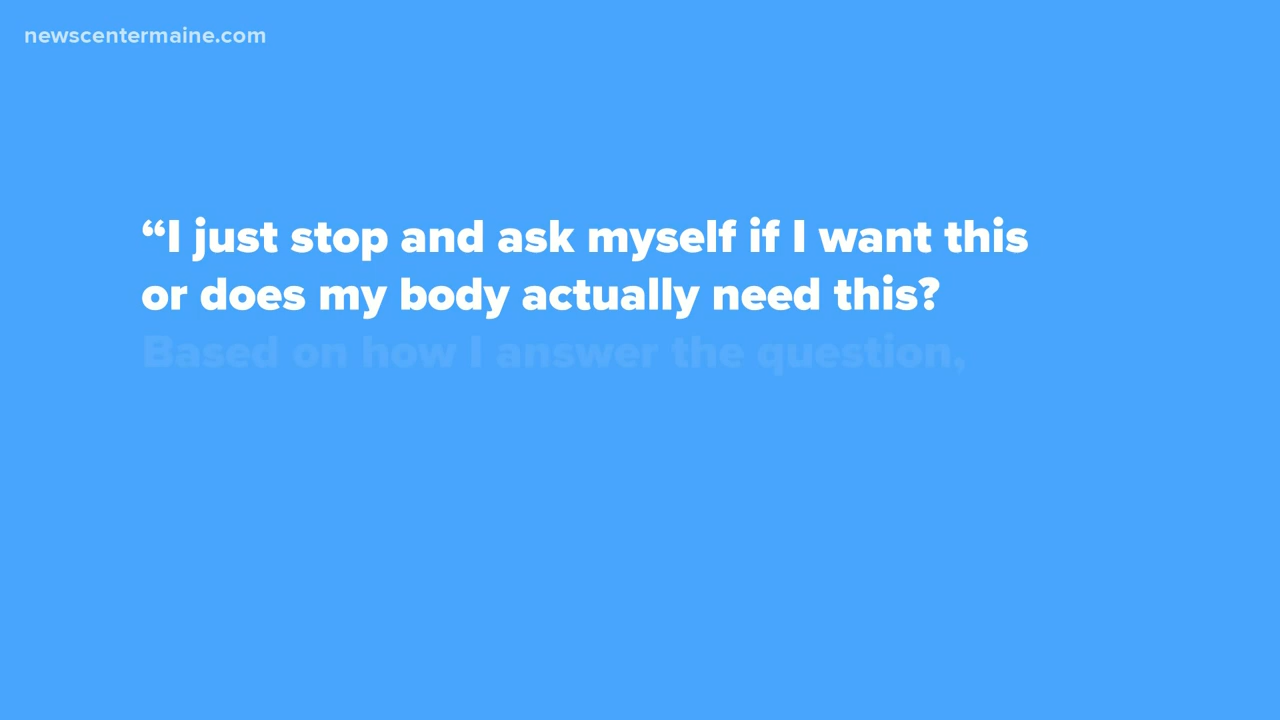 newscentermaine.com
“I just stop and ask myself if I want this
or does my body actually need this?
Based on how I answer the question,